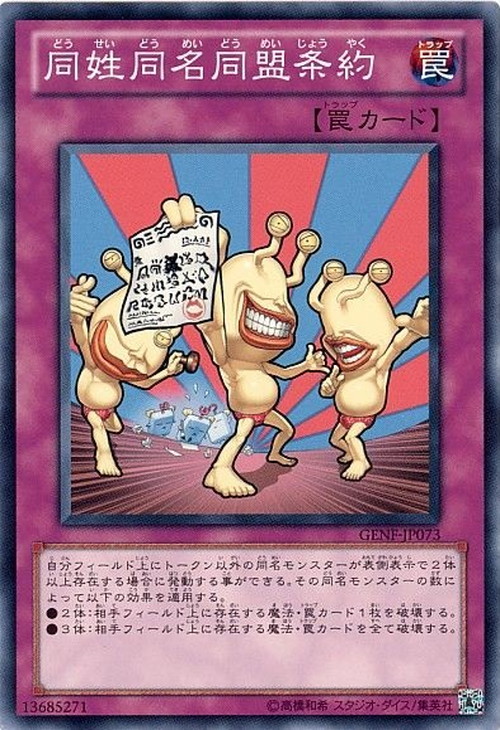 同姓同名同盟条約
罠
【罠カード】
GENF-JP073
自分フィールド上にトークン以外の同名モンスターが表側表示で2体
以上存在する場合に発動する事ができる。その同名モンスターの数に
よって以下の効果を適用する。
●2体:相手フィールド上に存在する魔法・罠カード1枚を破壊する。
●3体:相手フィールド上に存在する魔法・罠カードを全て破壊する。
13685271
©高橋和希 スタジオ・ダイス/集英社